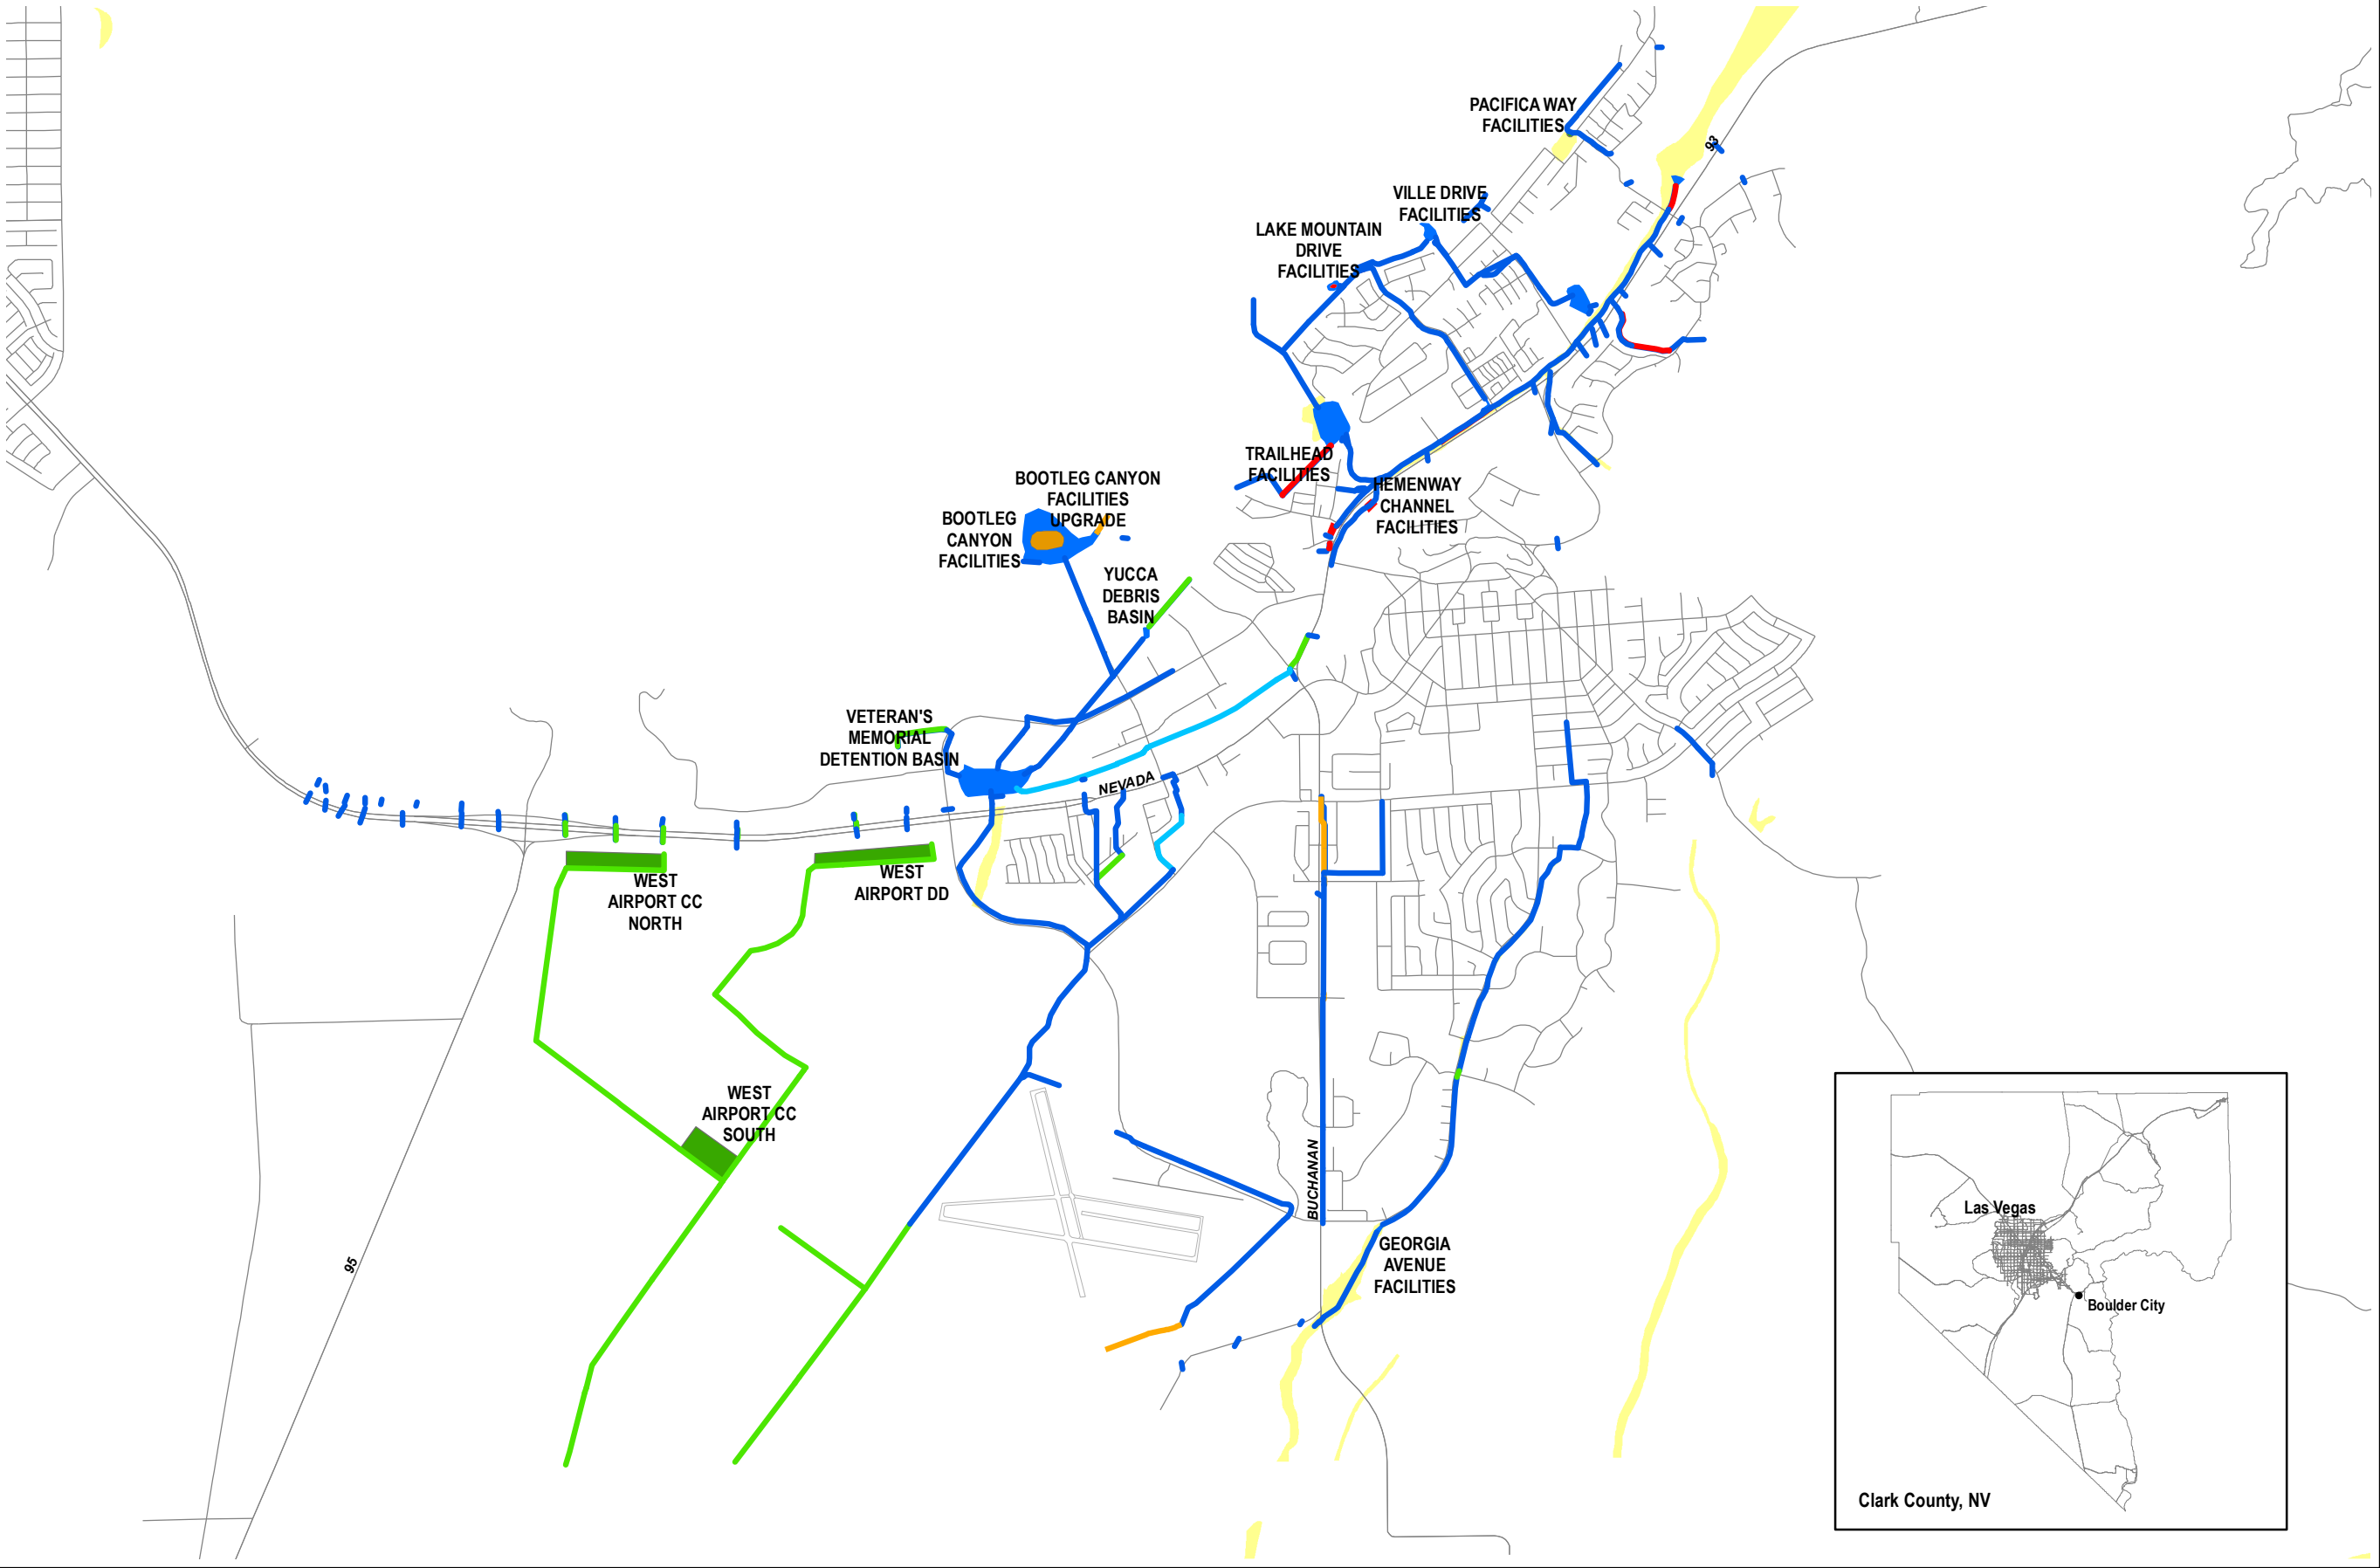 PACIFICA WAY
FACILITIES
93
VILLE DRIVE
FACILITIES
LAKE MOUNTAIN
DRIVE
FACILITIES
TRAILHEAD
FACILITIES
HEMENWAY
CHANNEL
FACILITIES
BOOTLEG CANYON
FACILITIES
UPGRADE
BOOTLEG
CANYON
FACILITIES
YUCCA
DEBRIS
BASIN
VETERAN'S
MEMORIAL
DETENTION BASIN
NEVADA
WEST
AIRPORT CC
NORTH
WEST
AIRPORT DD
WEST
AIRPORT CC
SOUTH
BUCHANAN
95
GEORGIA
AVENUE
FACILITIES
Las Vegas
Boulder City
Clark County, NV